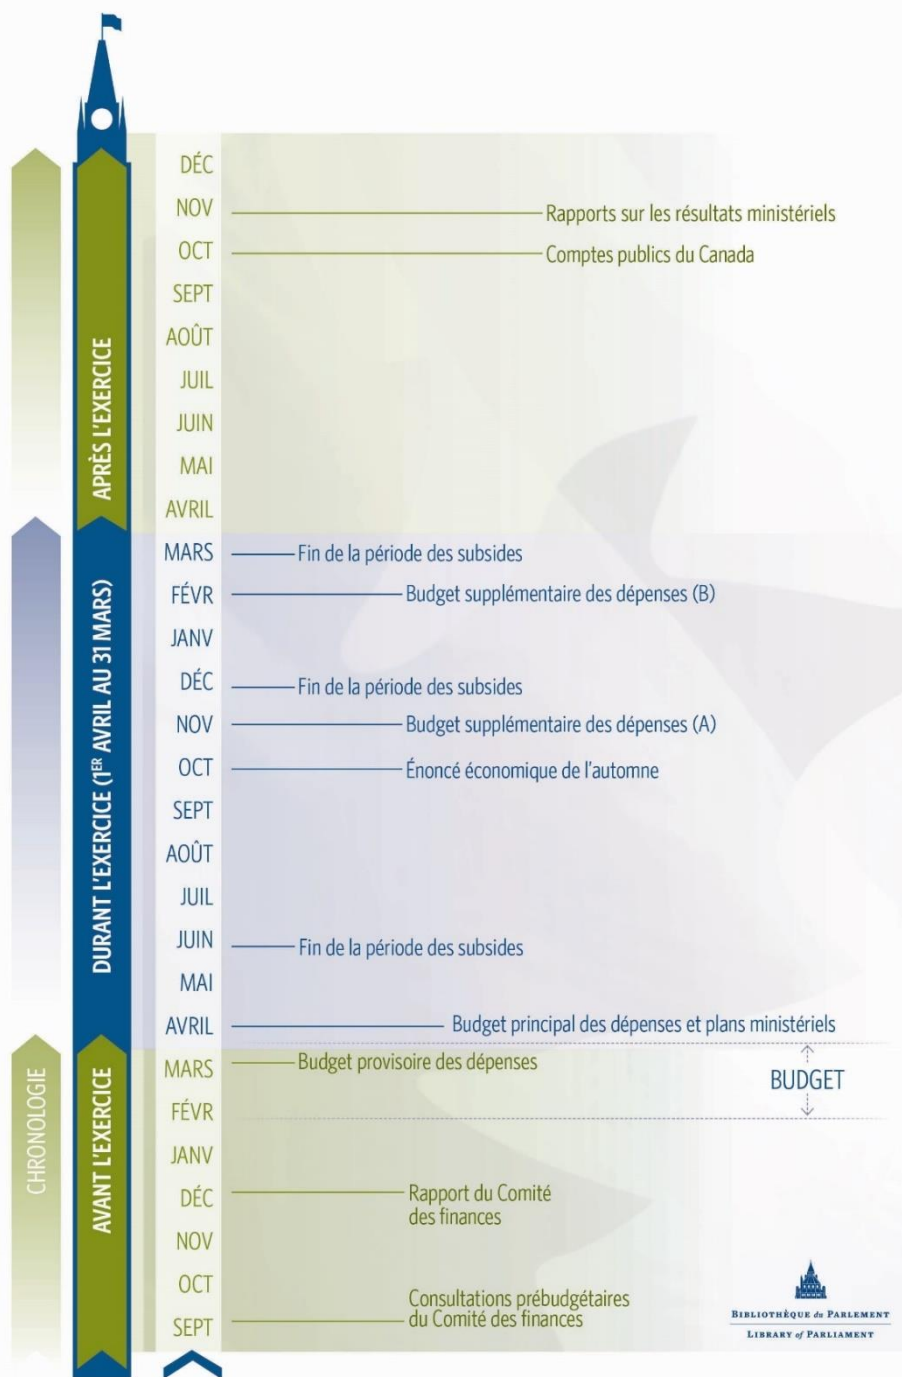 DÉC
NOV
Rapports sur les résultats ministériels
OCT
Comptes publics du Canada
SEPT
AOÛT
JUIL
JUIN
MAI
AVRIL
APRÈS L'EXERCICE
MARS
Fin de la période des subsides
FÉVR
Budget supplémentaire des dépenses (B)
JANV
DÉC
Fin de la période des subsides
NOV
Budget supplémentaire des dépenses (A)
OCT
Énoncé économique de l'automne
SEPT
AOÛT
JUIL
JUIN
Fin de la période des subsides
MAI
AVRIL
Budget principal des dépenses et plans ministériels
DURANT L'EXERCICE (1ER AVRIL AU 31 MARS)
MARS
Budget provisoire des dépenses
BUDGET
FÉVR
JANV
DÉC
Rapport du Comité
des finances
NOV
OCT
SEPT
Consultations prébudgétaires
du Comité des finances
AVANT L'EXERCICE
CHRONOLOGIE
BIBLIOTHÈQUE du PARLEMENT
LIBRARY of PARLIAMENT